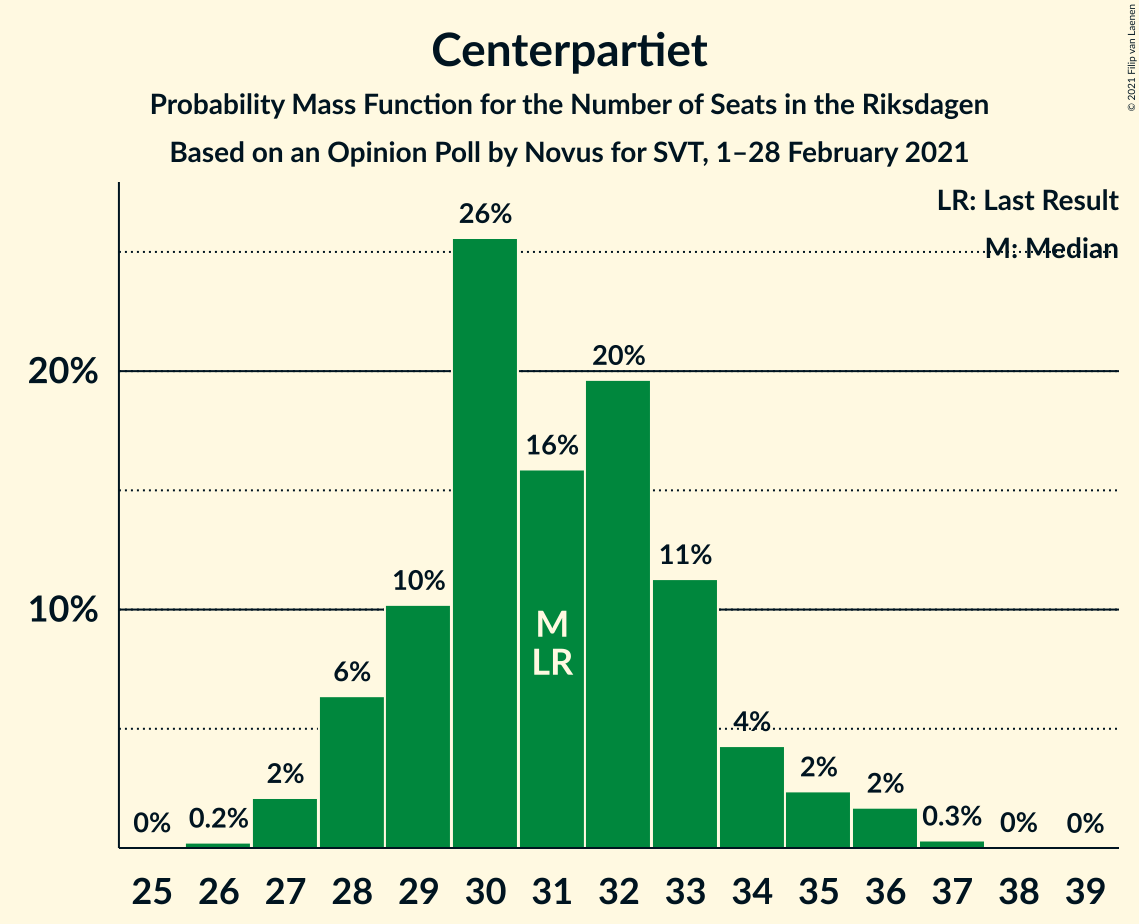 Centerpartiet
Probability Mass Function for the Number of Seats in the Riksdagen
Based on an Opinion Poll by Novus for SVT, 1–28 February 2021
© 2021 Filip van Laenen
LR: Last Result
M: Median
26%
20%
20%
16%
11%
10%
10%
M
LR
6%
4%
2%
2%
2%
0%
0.2%
0.3%
0%
0%
25 26 27 28 29 30 31 32 33 34 35 36 37 38 39